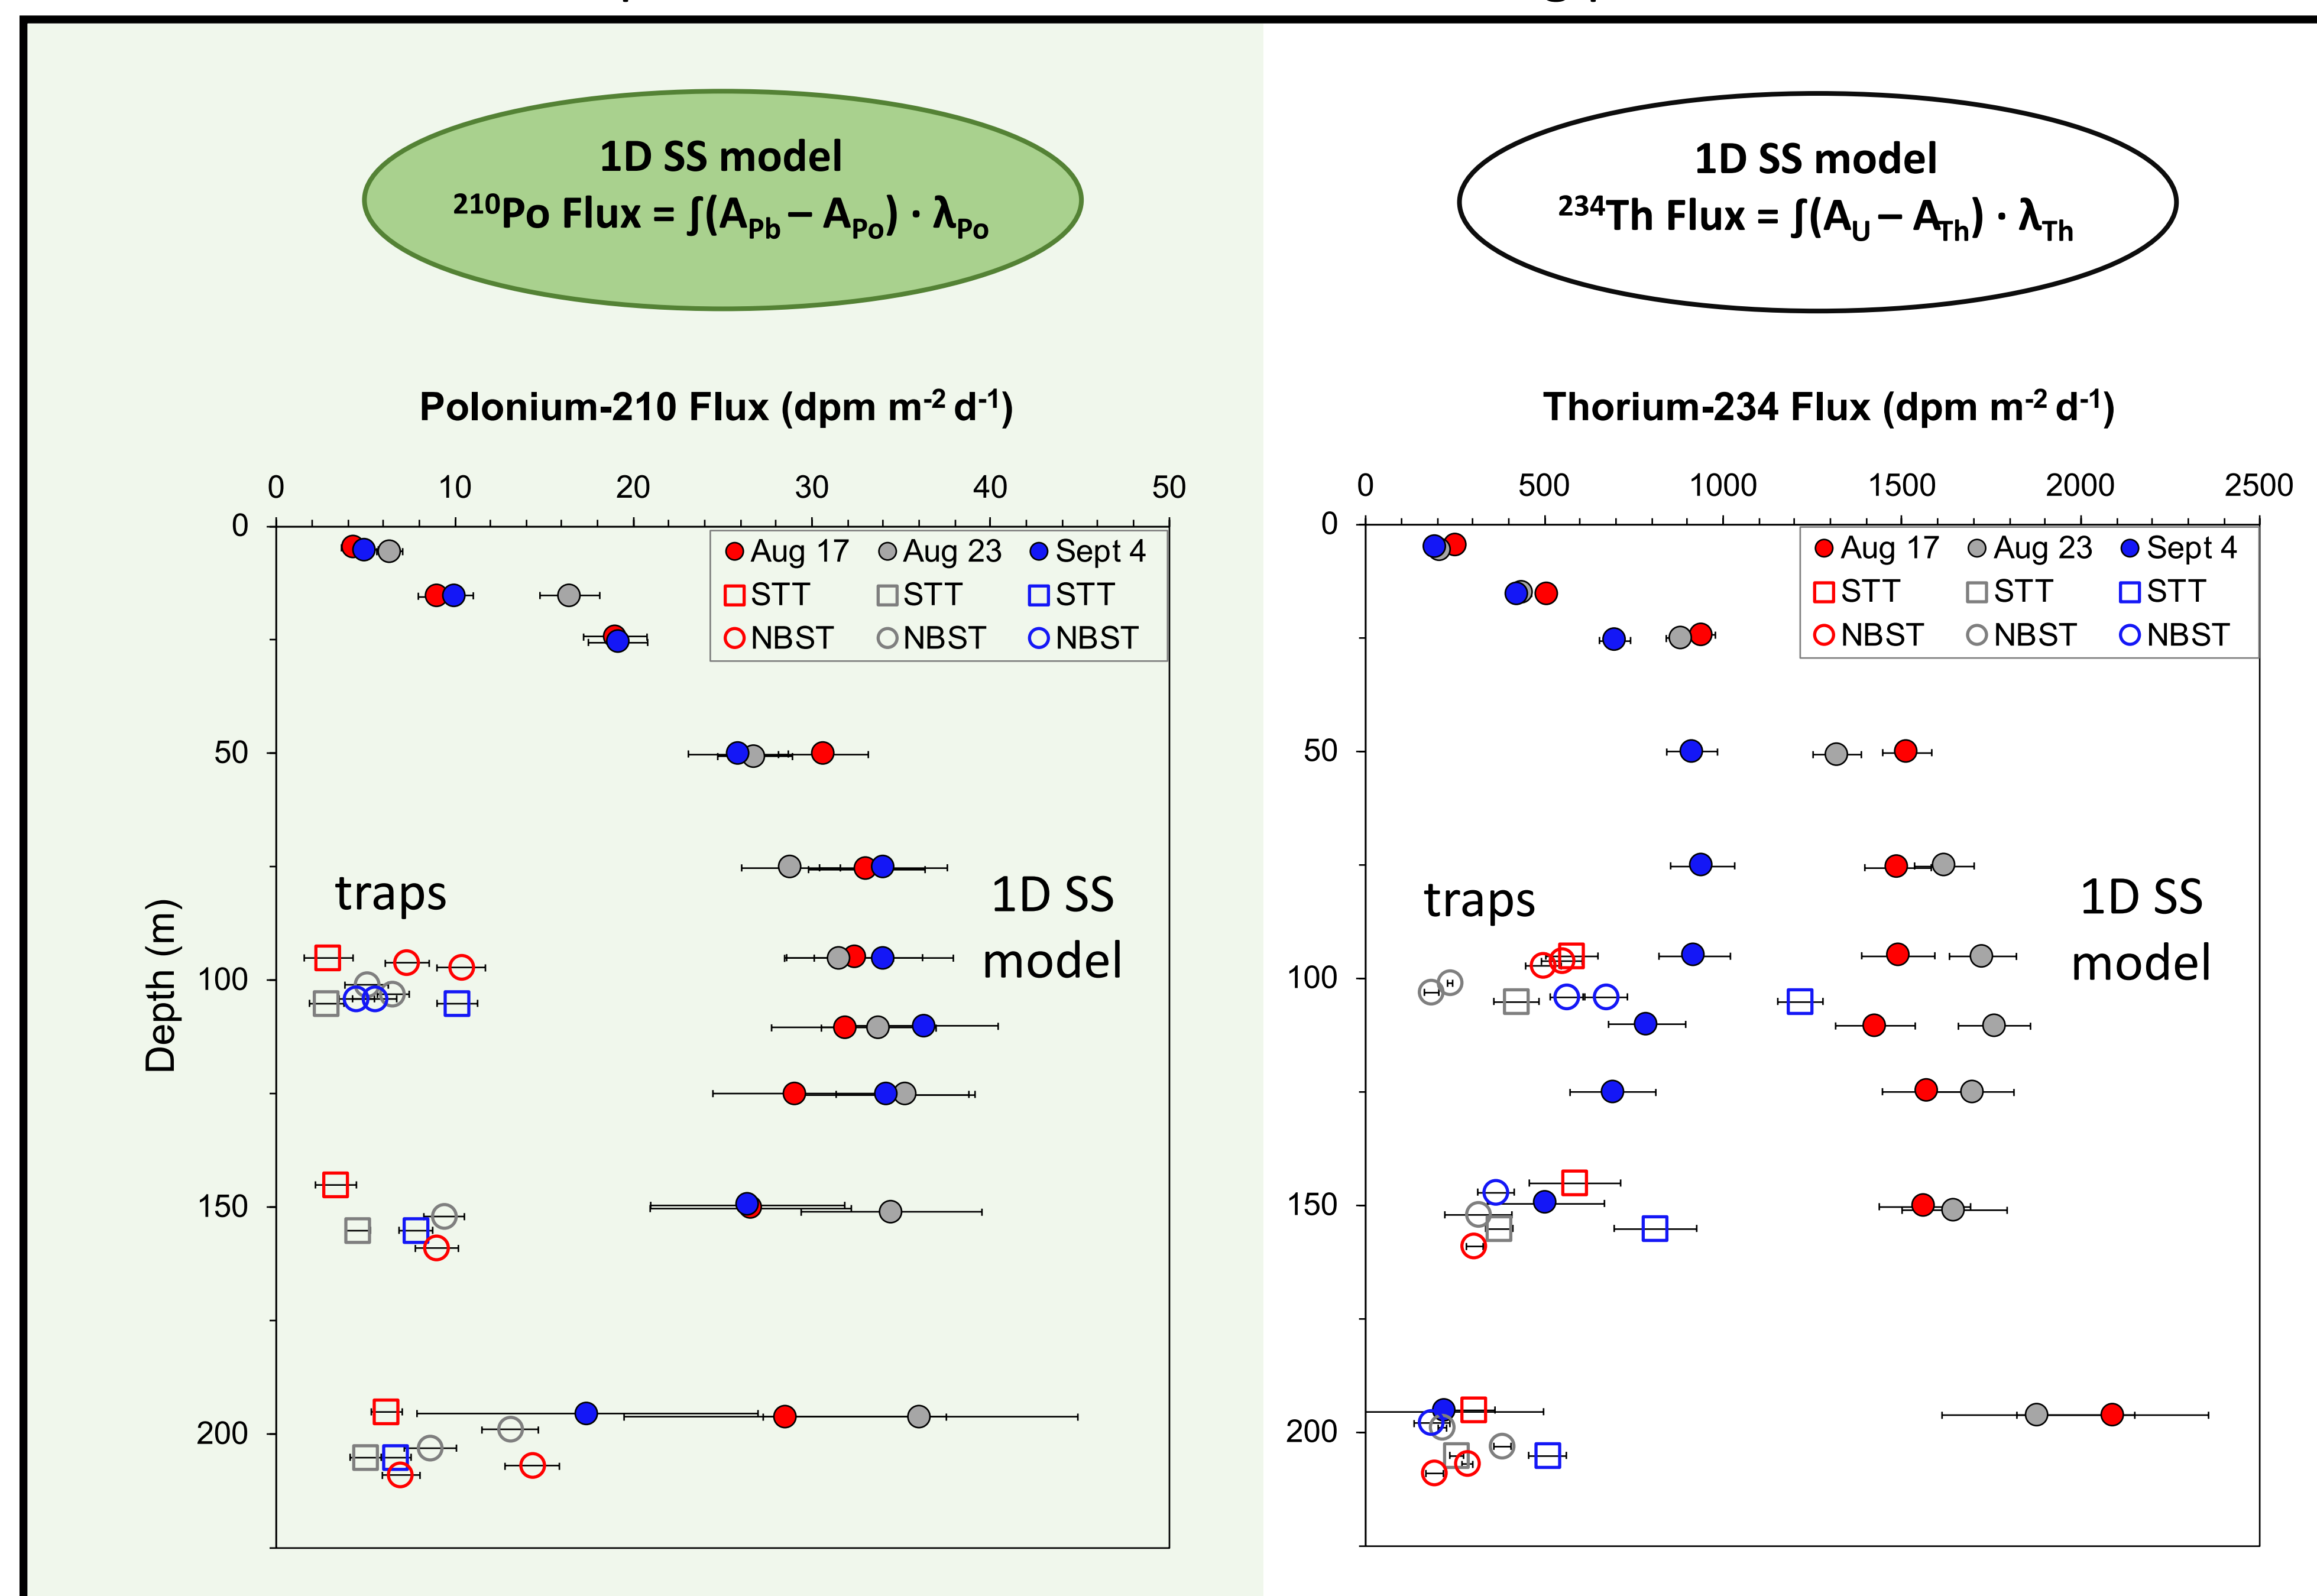 1D SS model
²¹⁰Po Flux = ∫(A_Pb – A_Po) · λ_Po
Polonium-210 Flux (dpm m⁻² d⁻¹)
0 10 20 30 40 50
Aug 17 Aug 23 Sept 4
STT STT STT
NBST NBST NBST
0
50
100
150
200
Depth (m)
traps
1D SS
model
1D SS model
²³⁴Th Flux = ∫(A_U – A_Th) · λ_Th
Thorium-234 Flux (dpm m⁻² d⁻¹)
0 500 1000 1500 2000 2500
Aug 17 Aug 23 Sept 4
STT STT STT
NBST NBST NBST
0
50
100
150
200
traps
1D SS
model